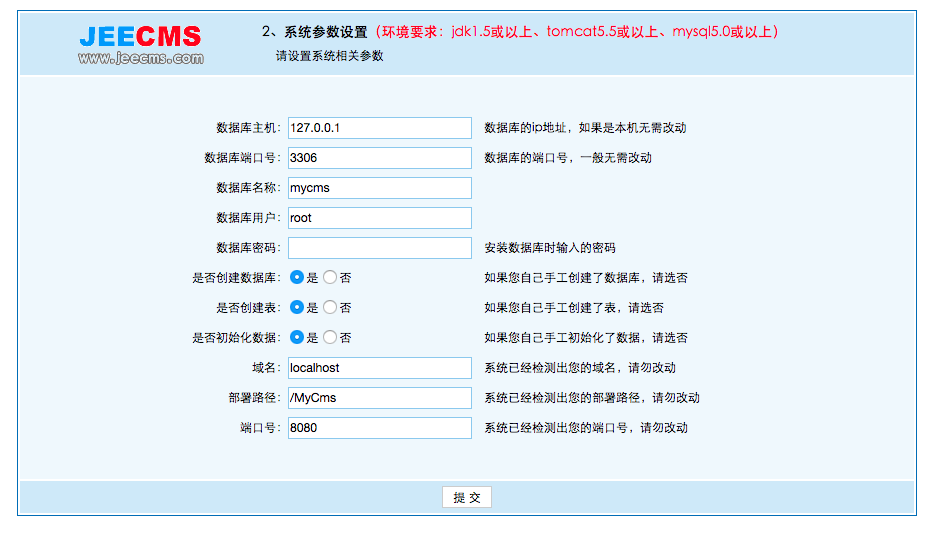 JEECMS
www.jeecms.com
2、系统参数设置（环境要求：jdk1.5或以上、tomcat5.5或以上、mysql5.0或以上）
请设置系统相关参数
数据库主机： 127.0.0.1 数据库的ip地址，如果是本机无需改动
数据库端口号： 3306 数据库的端口号，一般无需改动
数据库名称： mycms
数据库用户： root
数据库密码： 安装数据库时输入的密码
是否创建数据库： 是 否 如果您自己手工创建了数据库，请选否
是否创建表： 是 否 如果您自己手工创建了表，请选否
是否初始化数据： 是 否 如果您自己手工初始化了数据，请选否
域名： localhost 系统已经检测出您的域名，请勿改动
部署路径： /MyCms 系统已经检测出您的部署路径，请勿改动
端口号： 8080 系统已经检测出您的端口号，请勿改动
提 交